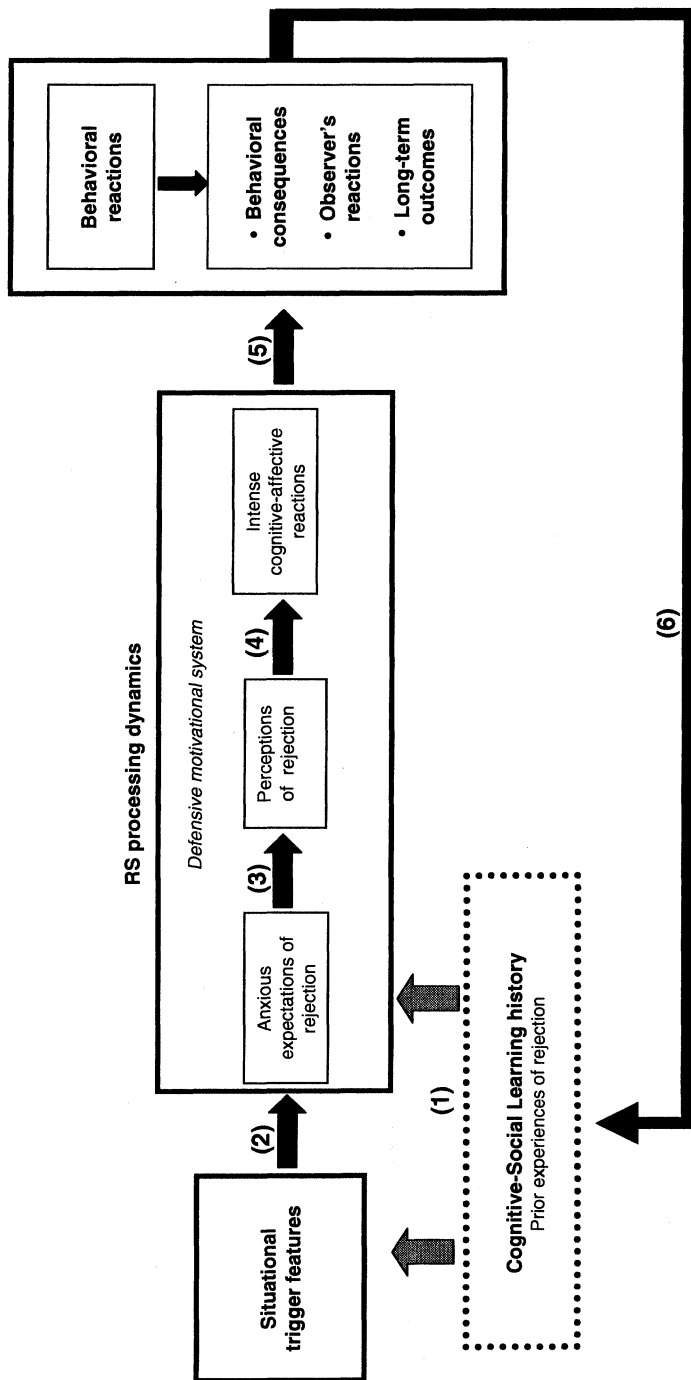 RS processing dynamics
Defensive motivational system
Situational
trigger features
(2)
Anxious
expectations of
rejection
(3)
Perceptions
of rejection
(4)
Intense
cognitive-affective
reactions
(5)
Behavioral
reactions
• Behavioral
consequences
• Observer's
reactions
• Long-term
outcomes
(1)
Cognitive-Social Learning history
Prior experiences of rejection
(6)